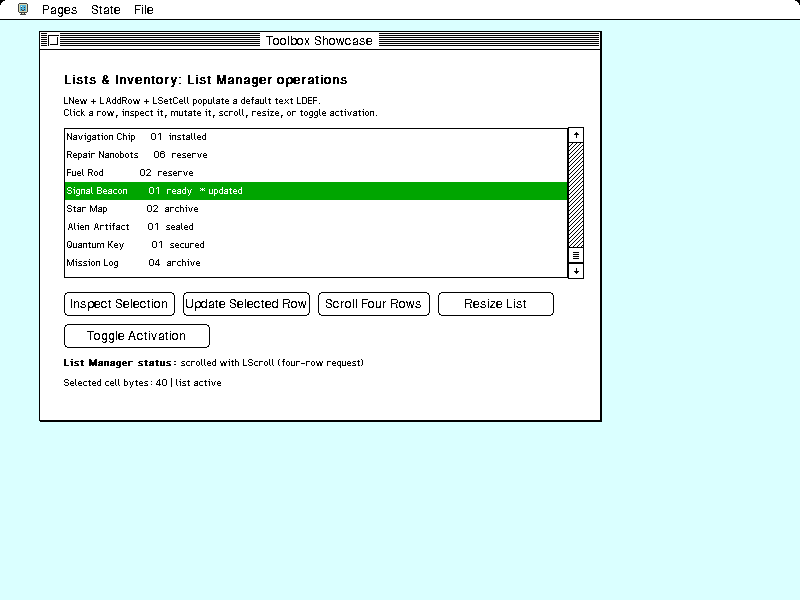 Pages State File
Toolbox Showcase
Lists & Inventory: List Manager operations
LNew + LAddRow + LSetCell populate a default text LDEF.
Click a row, inspect it, mutate it, scroll, resize, or toggle activation.
Navigation Chip 01 installed
Repair Nanobots 06 reserve
Fuel Rod 02 reserve
Signal Beacon 01 ready * updated
Star Map 02 archive
Alien Artifact 01 sealed
Quantum Key 01 secured
Mission Log 04 archive
Inspect Selection Update Selected Row Scroll Four Rows Resize List
Toggle Activation
List Manager status: scrolled with LScroll (four-row request)
Selected cell bytes: 40 | list active